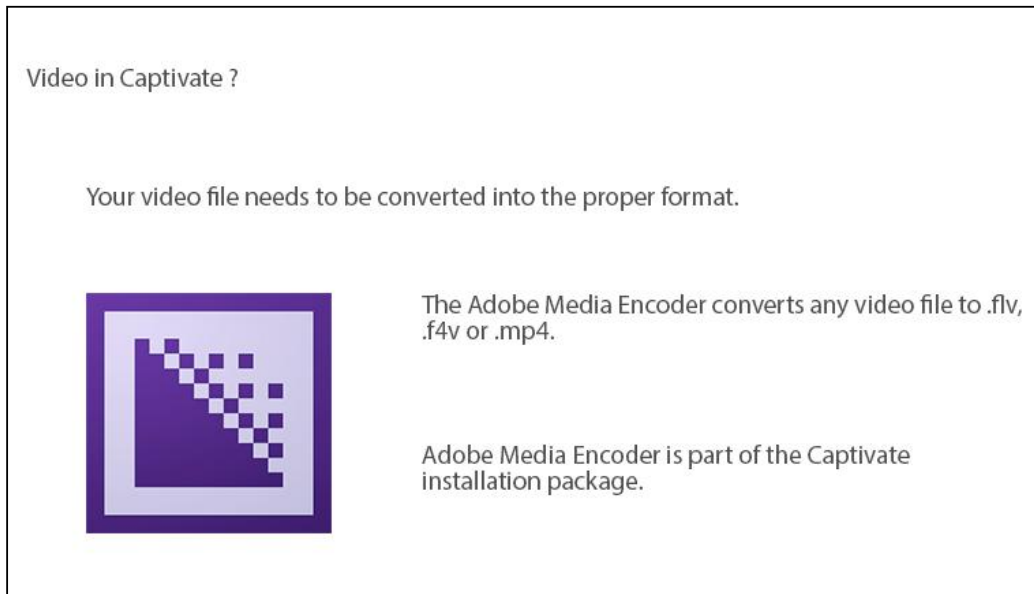 Video in Captivate ?
Your video file needs to be converted into the proper format.
The Adobe Media Encoder converts any video file to .flv,
.f4v or .mp4.
Adobe Media Encoder is part of the Captivate
installation package.